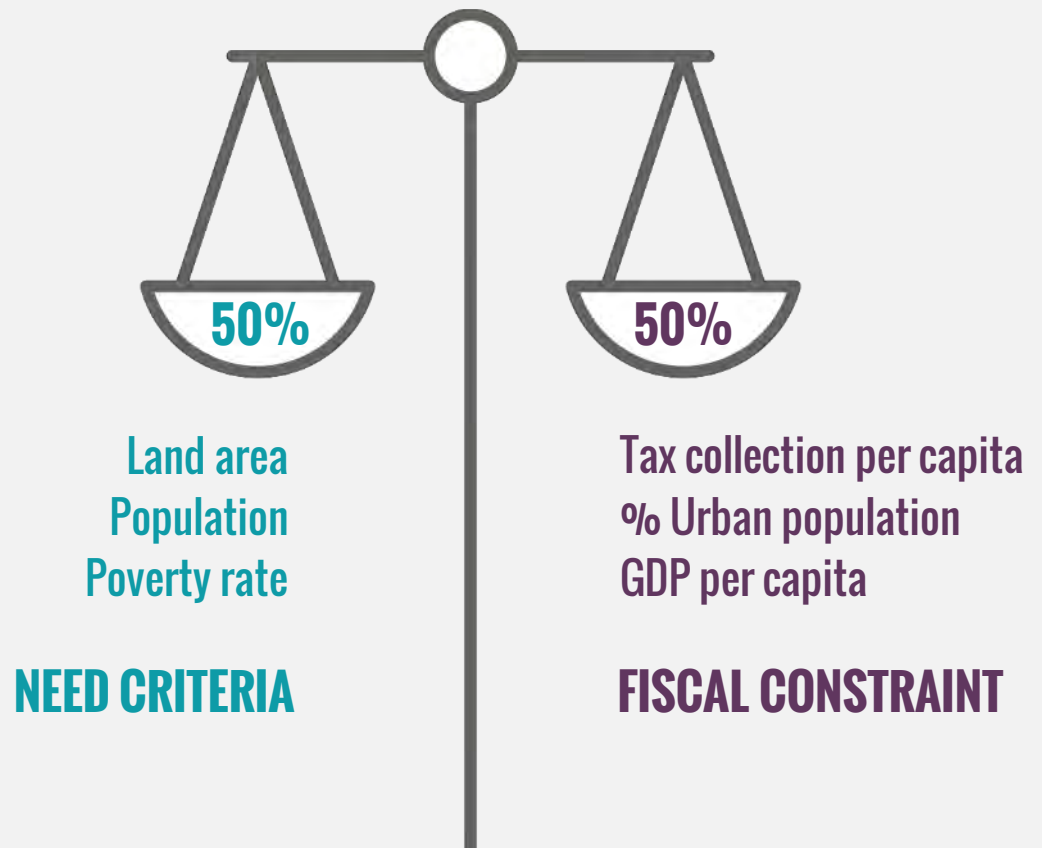 50%
Land area
Population
Poverty rate
NEED CRITERIA
50%
Tax collection per capita
% Urban population
GDP per capita
FISCAL CONSTRAINT